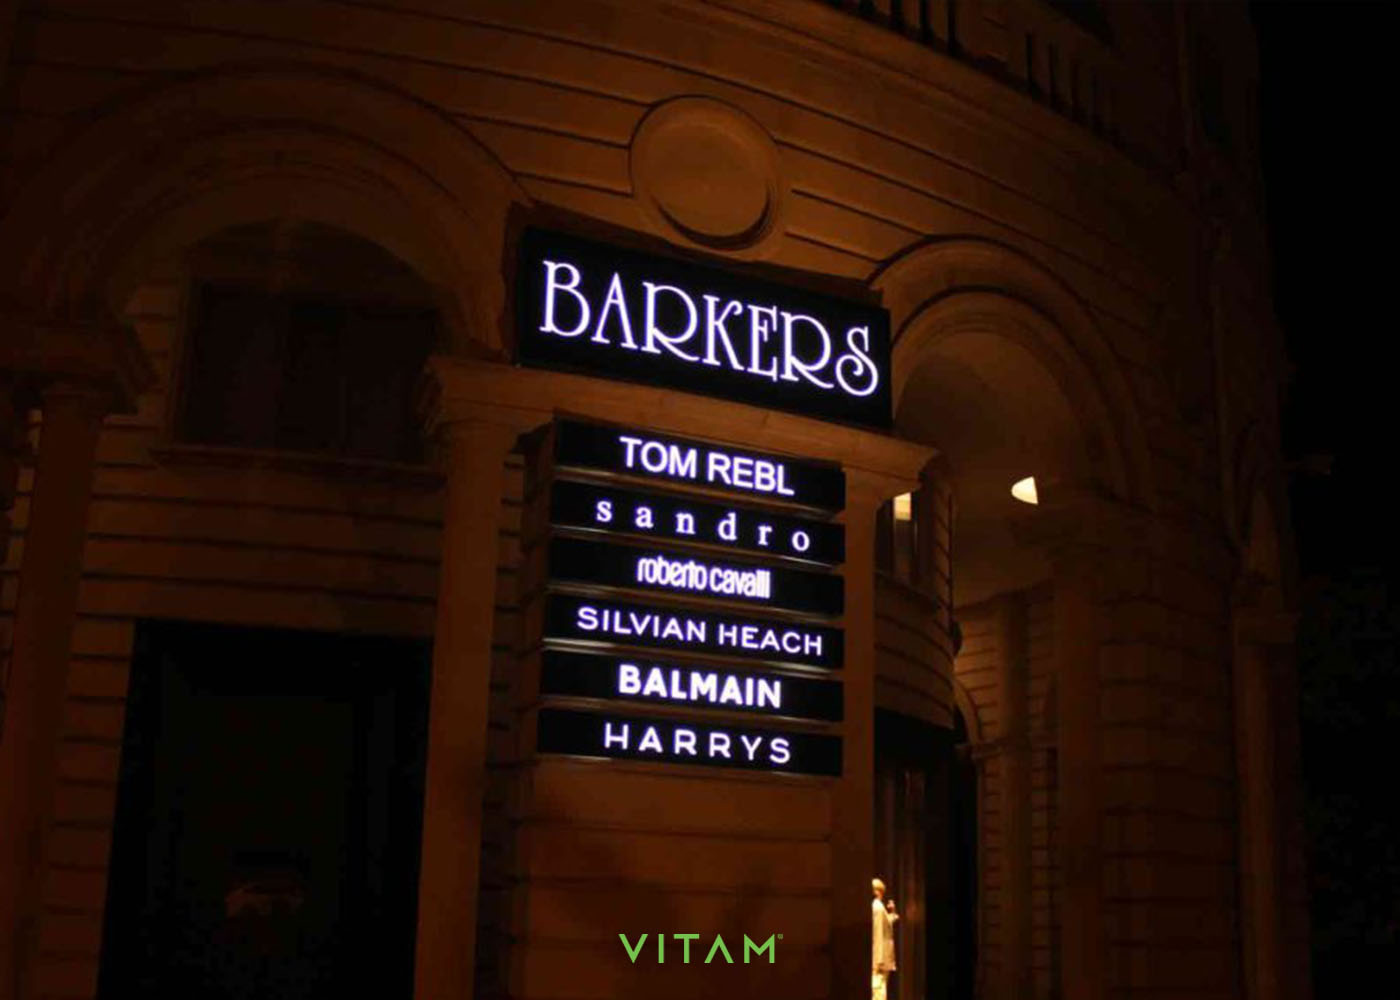 BARKERS
TOM REBL
sandro
roberto cavalli
SILVIAN HEACH
BALMAIN
HARRYS
VITAM®